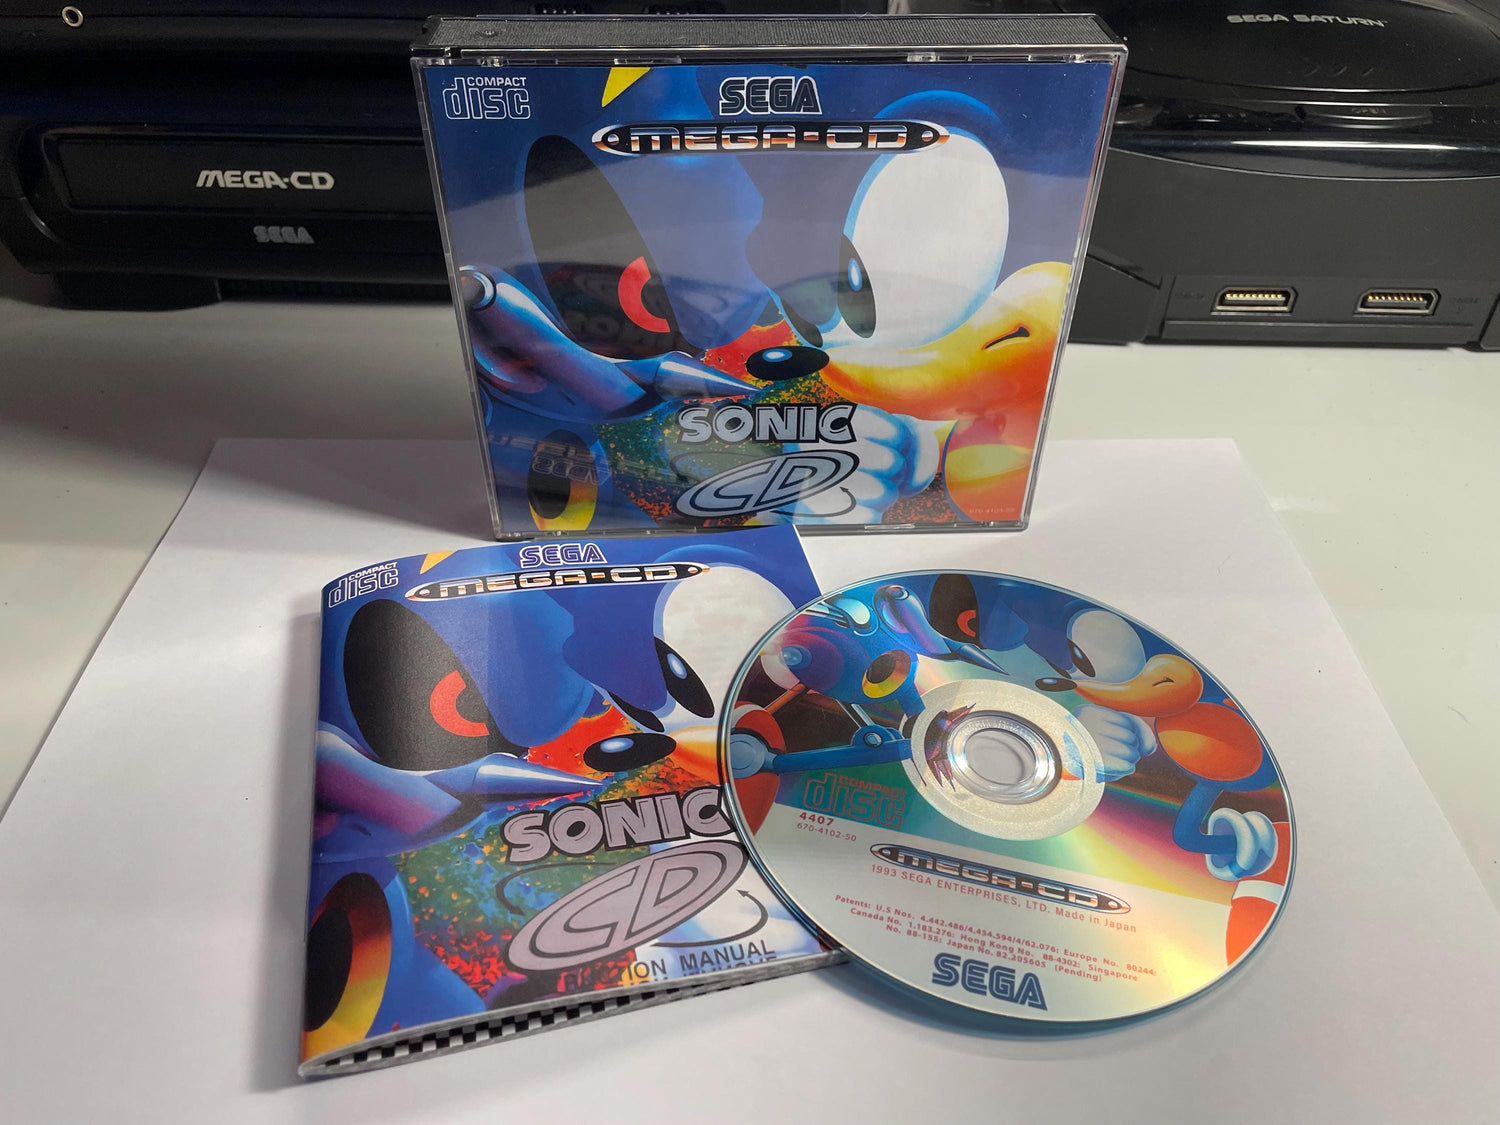 SEGA SATURN
MEGA-CD
SEGA
COMPACT
disc
SEGA
MEGA-CD
SONIC
CD
670-4103-50
COMPACT
disc
SEGA
MEGA-CD
SONIC
CD
MANUAL
COMPACT
disc
4407
670-4102-50
MEGA-CD
1993 SEGA ENTERPRISES, LTD. Made in Japan
Patents: U.S Nos. 4.442.486/4.454.594/4/62.076; Europe No. 80244;
Canada No. 1.183.276; Hong Kong No. 88-4302; Singapore
No. 88-155; Japan No. 82.205605 (Pending)
SEGA